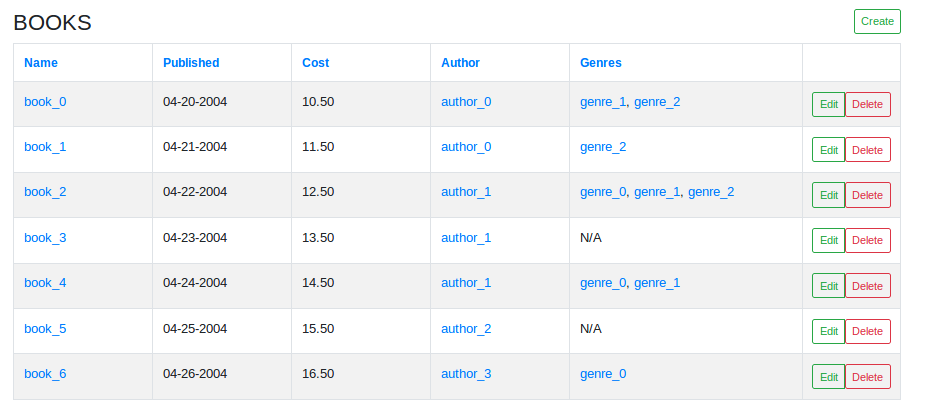 BOOKS Create
Name Published Cost Author Genres
book_0 04-20-2004 10.50 author_0 genre_1, genre_2 Edit Delete
book_1 04-21-2004 11.50 author_0 genre_2 Edit Delete
book_2 04-22-2004 12.50 author_1 genre_0, genre_1, genre_2 Edit Delete
book_3 04-23-2004 13.50 author_1 N/A Edit Delete
book_4 04-24-2004 14.50 author_1 genre_0, genre_1 Edit Delete
book_5 04-25-2004 15.50 author_2 N/A Edit Delete
book_6 04-26-2004 16.50 author_3 genre_0 Edit Delete